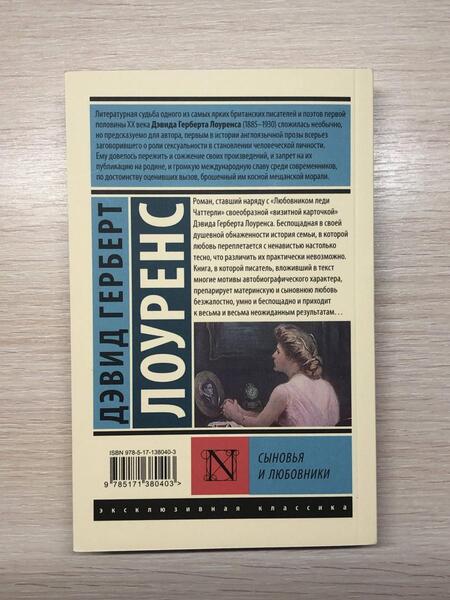 Литературная судьба одного из самых ярких британских писателей и поэтов первой
половины XX века Дэвида Герберта Лоуренса (1885–1930) сложилась необычно,
но предсказуемо для автора, первым в истории англоязычной прозы всерьез
заговорившего о роли сексуальности в становлении человеческой личности.
Ему довелось пережить и сожжение своих произведений, и запрет на их
публикацию на родине, и громкую международную славу среди современников,
по достоинству оценивших вызов, брошенный им косной мещанской морали.
ДЭВИД ГЕРБЕРТ
ЛОУРЕНС
Роман, ставший наряду с «Любовником леди
Чаттерли» своеобразной «визитной карточкой»
Дэвида Герберта Лоуренса. Беспощадная в своей
душевной обнаженности история семьи, в которой
любовь переплетается с ненавистью настолько
тесно, что различить их практически невозможно.
Книга, в которой писатель, вложивший в текст
многие мотивы автобиографического характера,
препарирует материнскую и сыновнюю любовь
безжалостно, умно и беспощадно и приходит
к весьма и весьма неожиданным результатам…
ISBN 978-5-17-138040-3
9 785171 380403 >
N
СЫНОВЬЯ
И ЛЮБОВНИКИ
эксклюзивная классика